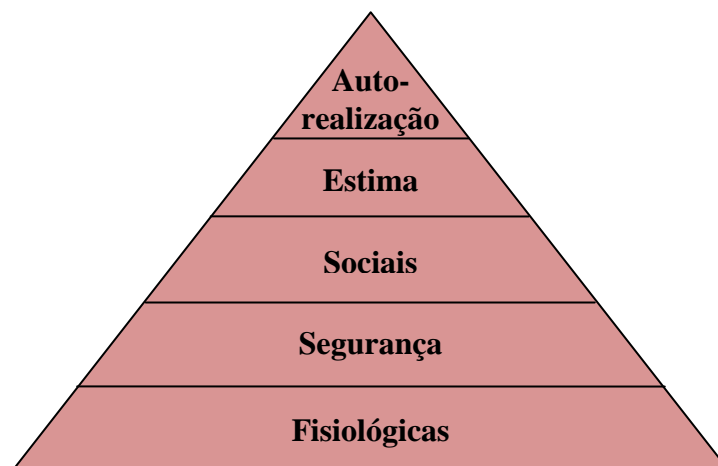 Auto-
realização
Estima
Sociais
Segurança
Fisiológicas